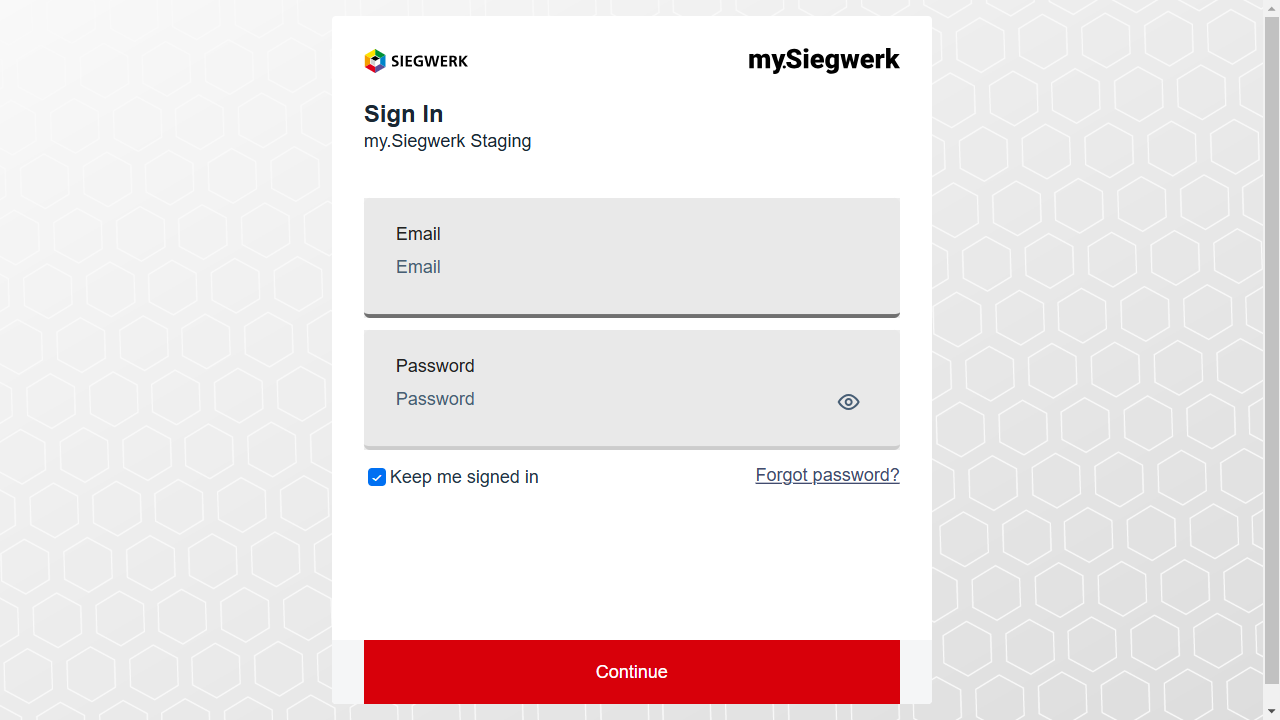 SIEGWERK
my.Siegwerk
Sign In
my.Siegwerk Staging
Email
Email
Password
Password
Keep me signed in
Forgot password?
Continue